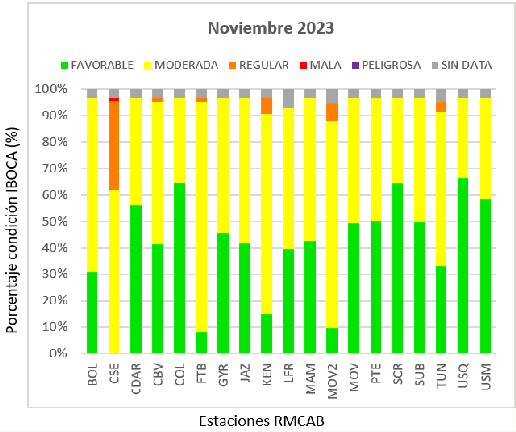 Noviembre 2023
FAVORABLE MODERADA REGULAR MALA PELIGROSA SIN DATA
Porcentaje condición IBOCA (%)
100%
90%
80%
70%
60%
50%
40%
30%
20%
10%
0%
BOL CSE CDAR CBV COL FTB GYR JAZ KEN LFR MAM MOV2 MOV PTE SCR SUB TUN USQ USM
Estaciones RMCAB